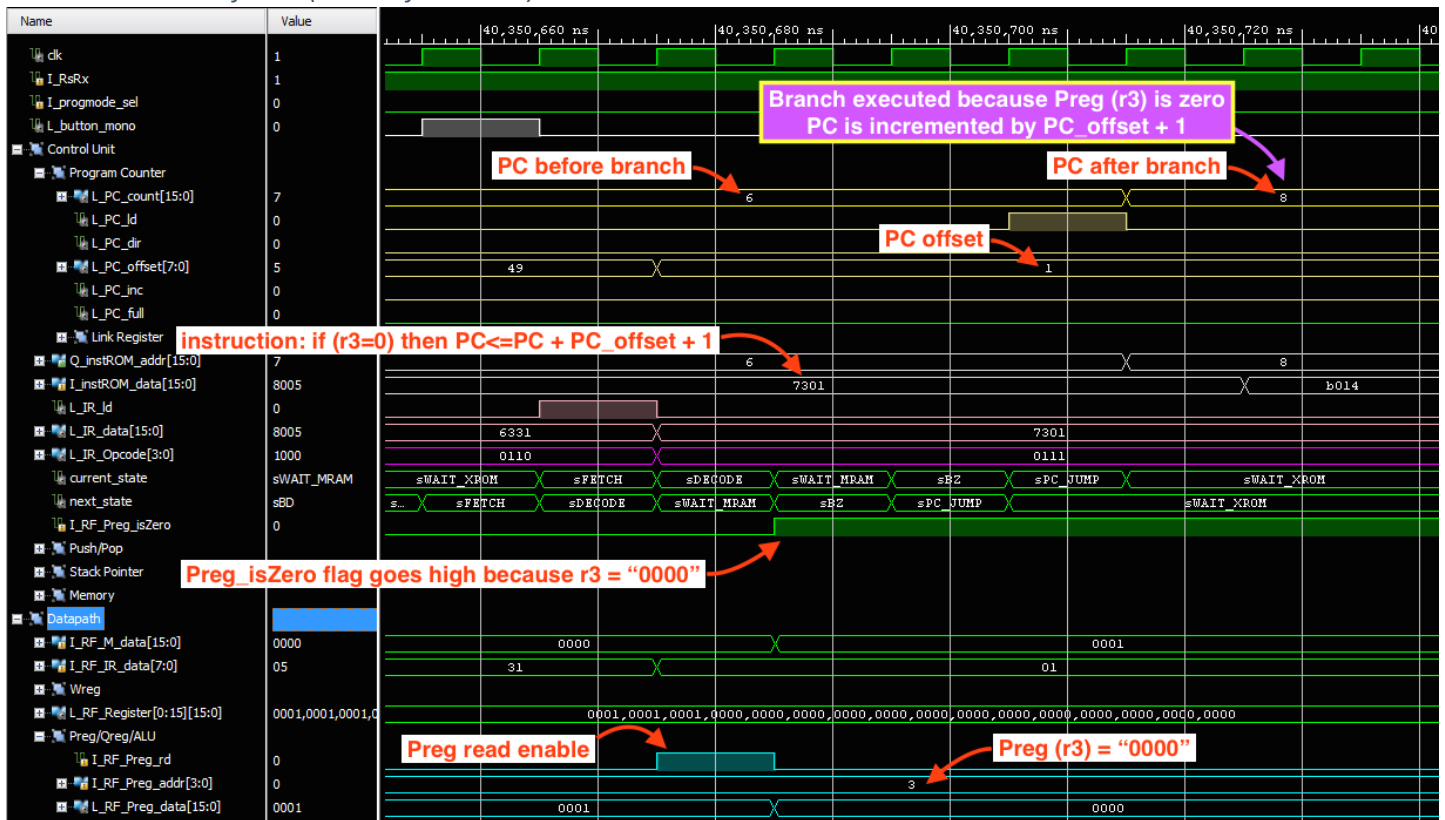 Name
Value
40,350,660 ns
40,350,680 ns
40,350,700 ns
40,350,720 ns
40
clk 1
I_RsRx 1
I_progmode_sel 0
L_button_mono 0
Branch executed because Preg (r3) is zero
PC is incremented by PC_offset + 1
Control Unit
Program Counter
PC before branch
PC after branch
L_PC_count[15:0] 7 6 8
L_PC_ld 0
L_PC_dir 0
PC offset
L_PC_offset[7:0] 5 49 1
L_PC_inc 0
L_PC_full 0
Link Register
instruction: if (r3=0) then PC<=PC + PC_offset + 1
Q_instROM_addr[15:0] 7 6 8
I_instROM_data[15:0] 8005 7301 b014
L_IR_ld 0
L_IR_data[15:0] 8005 6331 7301
L_IR_Opcode[3:0] 1000 0110 0111
current_state sWAIT_MRAM sWAIT_XROM sFETCH sDECODE sWAIT_MRAM sBZ sPC_JUMP sWAIT_XROM
next_state sBD s... sFETCH sDECODE sWAIT_MRAM sBZ sPC_JUMP sWAIT_XROM
I_RF_Preg_isZero 0
Push/Pop
Stack Pointer
Preg_isZero flag goes high because r3 = “0000”
Memory
Datapath
I_RF_M_data[15:0] 0000 0000 0001
I_RF_IR_data[7:0] 05 31 01
Wreg
L_RF_Register[0:15][15:0] 0001,0001,0001,0 0001,0001,0001,0000,0000,0000,0000,0000,0000,0000,0000,0000,0000,0000,0000,0000
Preg/Qreg/ALU
Preg read enable
Preg (r3) = “0000”
I_RF_Preg_rd 0
I_RF_Preg_addr[3:0] 0 3
L_RF_Preg_data[15:0] 0001 0001 0000